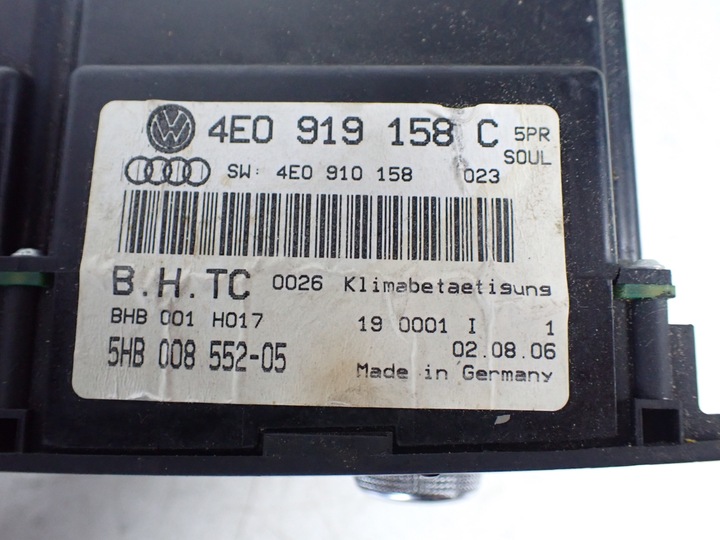 4E0 919 158 C 5PR
SOUL
SW: 4E0 910 158 023
B.H.TC 0026 Klimabetaetigung
BHB 001 H017 19 0001 I 1
5HB 008 552-05 02.08.06
Made in Germany